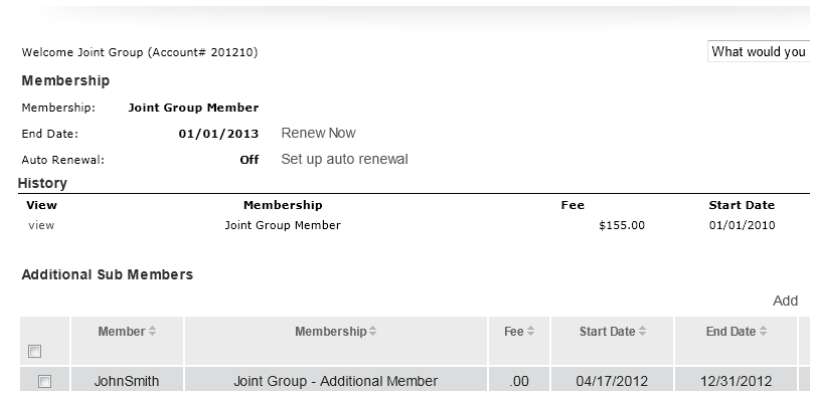 Welcome Joint Group (Account# 201210)
What would you
Membership
Membership: Joint Group Member
End Date: 01/01/2013 Renew Now
Auto Renewal: Off Set up auto renewal
History
View Membership Fee Start Date
view Joint Group Member $155.00 01/01/2010
Additional Sub Members
Add
Member Membership Fee Start Date End Date
JohnSmith Joint Group - Additional Member .00 04/17/2012 12/31/2012